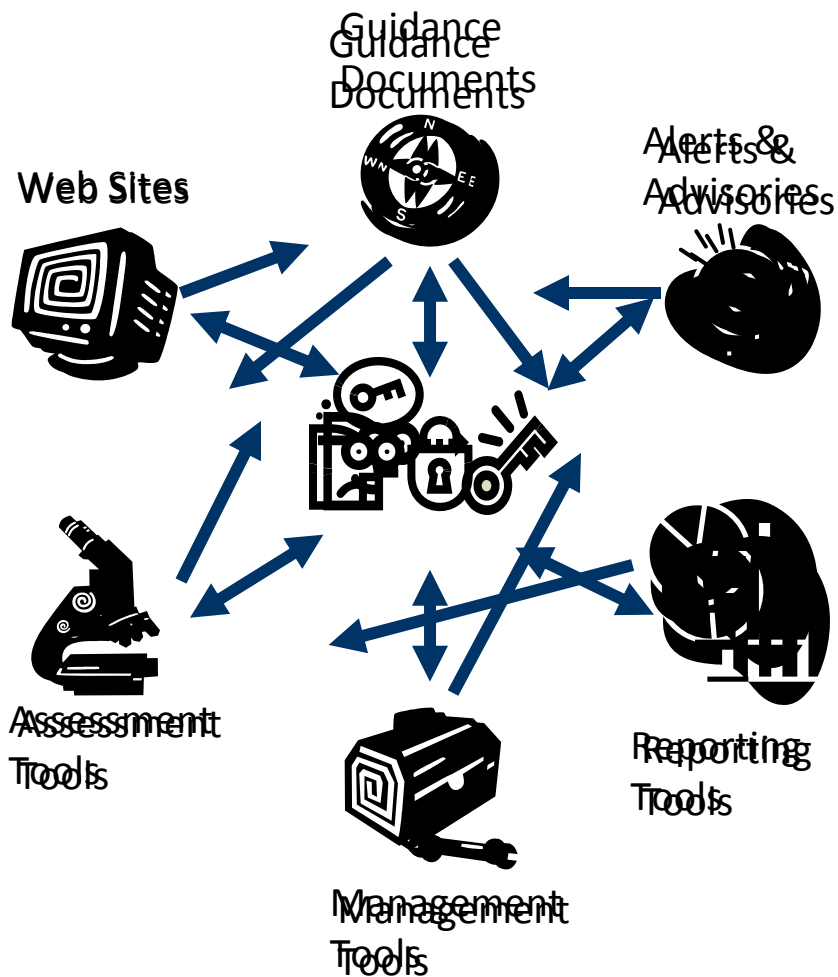 Guidance
Documents
Alerts &
Advisories
Web Sites
N
W N
E E
S
Assessment
Tools
Reporting
Tools
Management
Tools